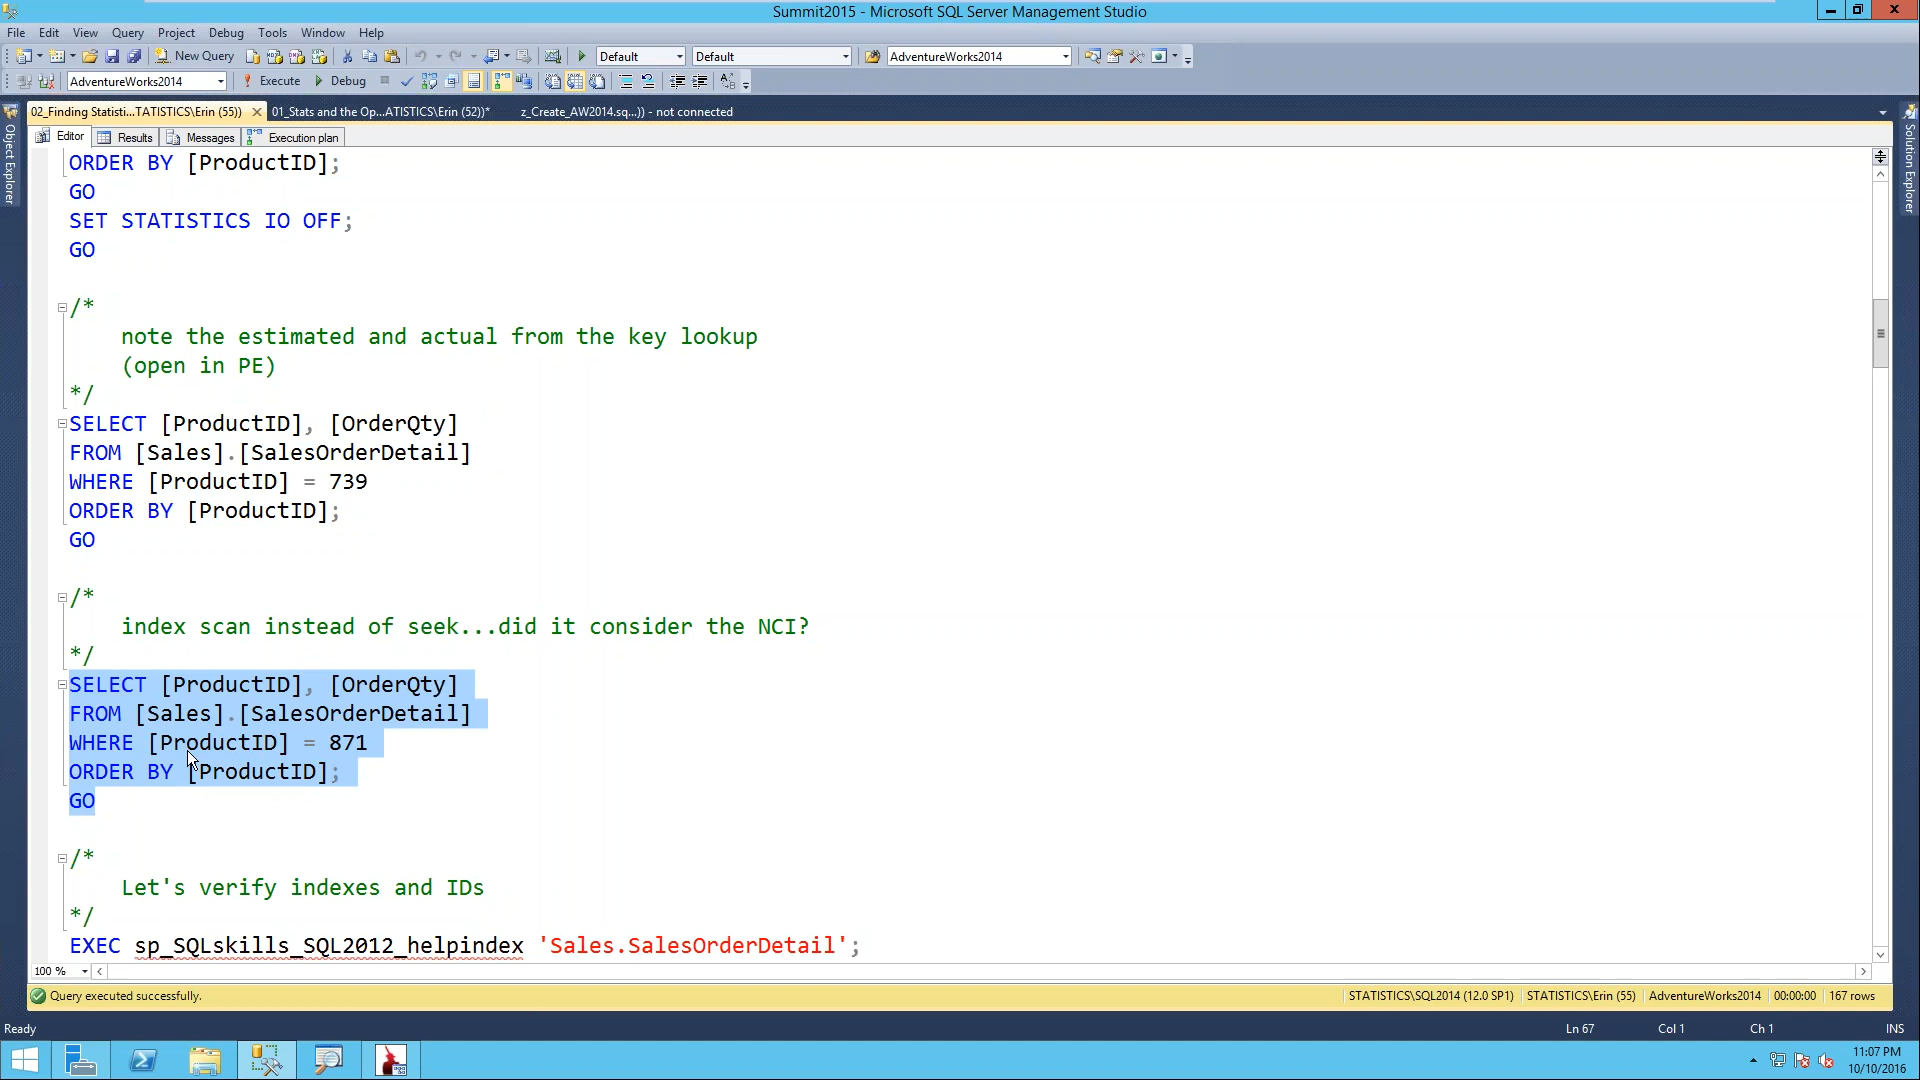 Summit2015 - Microsoft SQL Server Management Studio
File Edit View Query Project Debug Tools Window Help
New Query Default Default AdventureWorks2014
AdventureWorks2014 Execute Debug
02_Finding Statisti...TATISTICS\Erin (55)) 01_Stats and the Op...ATISTICS\Erin (52))* z_Create_AW2014.sq...)) - not connected
Editor Results Messages Execution plan
Object Explorer
Solution Explorer
ORDER BY [ProductID];
GO
SET STATISTICS IO OFF;
GO
/*
note the estimated and actual from the key lookup
(open in PE)
*/
SELECT [ProductID], [OrderQty]
FROM [Sales].[SalesOrderDetail]
WHERE [ProductID] = 739
ORDER BY [ProductID];
GO
/*
index scan instead of seek...did it consider the NCI?
*/
SELECT [ProductID], [OrderQty]
FROM [Sales].[SalesOrderDetail]
WHERE [ProductID] = 871
ORDER BY [ProductID];
GO
/*
Let's verify indexes and IDs
*/
EXEC sp_SQLskills_SQL2012_helpindex 'Sales.SalesOrderDetail';
100 %
Query executed successfully. STATISTICS\SQL2014 (12.0 SP1) STATISTICS\Erin (55) AdventureWorks2014 00:00:00 167 rows
Ready Ln 67 Col 1 Ch 1 INS
11:07 PM
10/10/2016